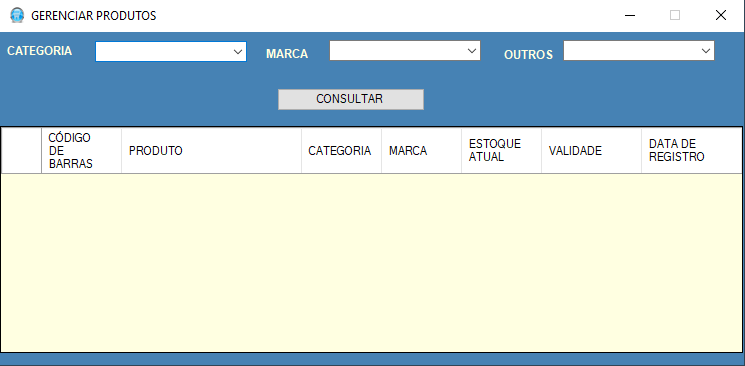 GERENCIAR PRODUTOS
CATEGORIA
MARCA
OUTROS
CONSULTAR
CÓDIGO
DE
BARRAS
PRODUTO
CATEGORIA
MARCA
ESTOQUE
ATUAL
VALIDADE
DATA DE
REGISTRO